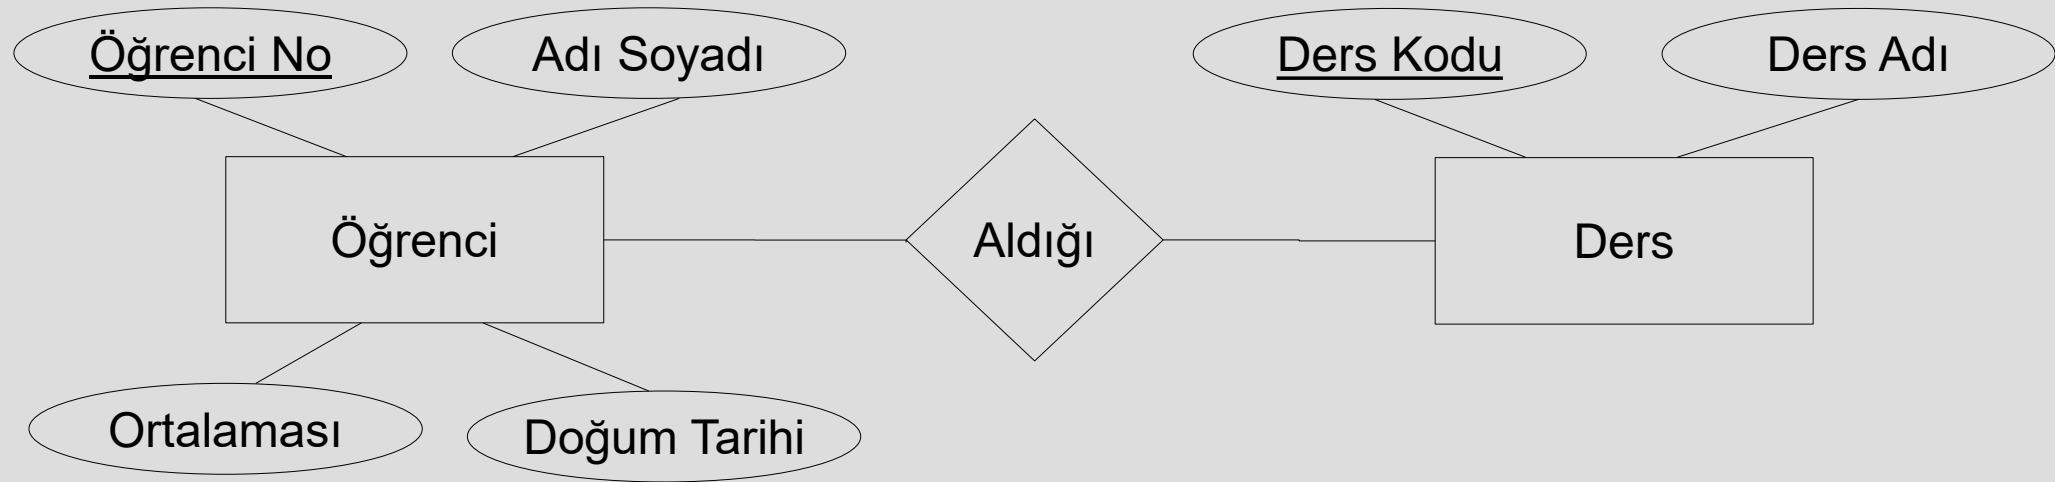 Öğrenci No
Adı Soyadı
Ders Kodu
Ders Adı
Öğrenci
Aldığı
Ders
Ortalaması
Doğum Tarihi